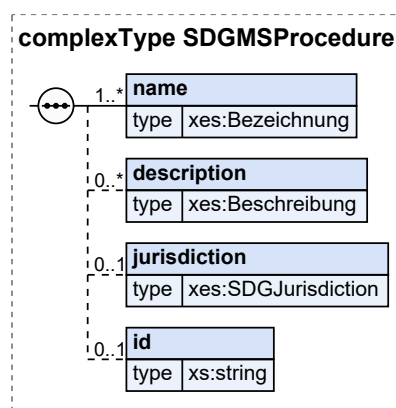 complexType SDGMSProcedure
1..* name
type xes:Bezeichnung
0..* description
type xes:Beschreibung
0..1 jurisdiction
type xes:SDGJurisdiction
0..1 id
type xs:string